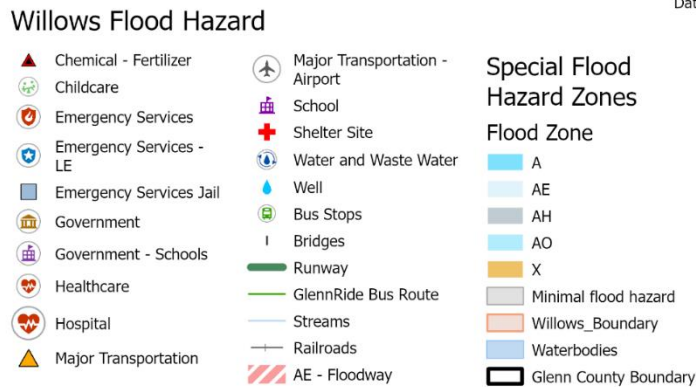 Dat
Willows Flood Hazard
Chemical - Fertilizer
Childcare
Emergency Services
Emergency Services -
LE
Emergency Services Jail
Government
Government - Schools
Healthcare
Hospital
Major Transportation
Major Transportation -
Airport
School
Shelter Site
Water and Waste Water
Well
Bus Stops
Bridges
Runway
GlennRide Bus Route
Streams
Railroads
AE - Floodway
Special Flood
Hazard Zones
Flood Zone
A
AE
AH
AO
X
Minimal flood hazard
Willows_Boundary
Waterbodies
Glenn County Boundary